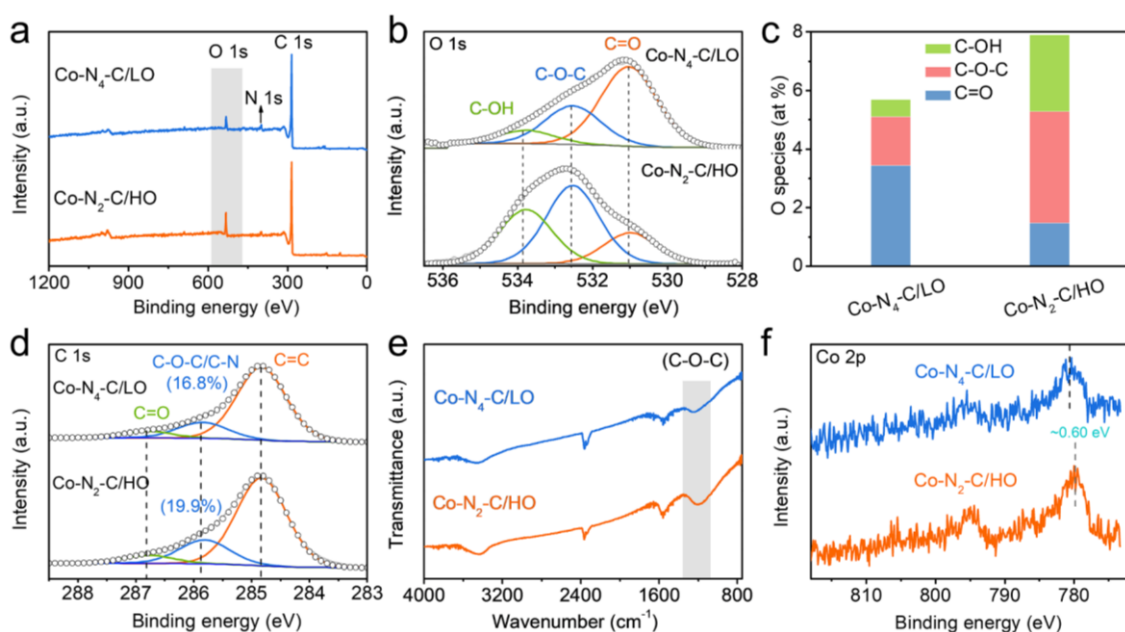 a
O 1s
C 1s
Co-N₄-C/LO
N 1s
Co-N₂-C/HO
Intensity (a.u.)
1200 900 600 300 0
Binding energy (eV)
b
O 1s
C=O
Co-N₄-C/LO
C-O-C
C-OH
Co-N₂-C/HO
Intensity (a.u.)
536 534 532 530 528
Binding energy (eV)
c
8
6
4
2
0
O species (at %)
C-OH
C-O-C
C=O
Co-N₄-C/LO
Co-N₂-C/HO
d
C 1s
C-O-C/C-N
C=C
Co-N₄-C/LO
(16.8%)
C=O
Co-N₂-C/HO
(19.9%)
Intensity (a.u.)
288 287 286 285 284 283
Binding energy (eV)
e
(C-O-C)
Co-N₄-C/LO
Co-N₂-C/HO
Transmittance (a.u.)
4000 3200 2400 1600 800
Wavenumber (cm⁻¹)
f
Co 2p
Co-N₄-C/LO
~0.60 eV
Co-N₂-C/HO
Intensity (a.u.)
810 800 790 780
Binding energy (eV)